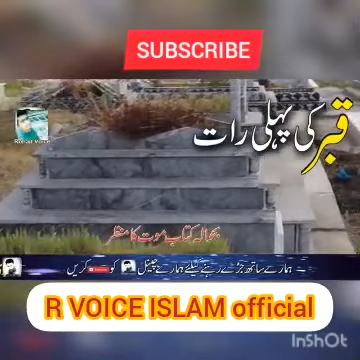 SUBSCRIBE
قبر کی پہلی رات
بحوالہ کتاب موت کا منظر
ہمارے ساتھ جڑے رہنے کیلئے ہمارے چینل کو کریں
R VOICE ISLAM official
InShOt